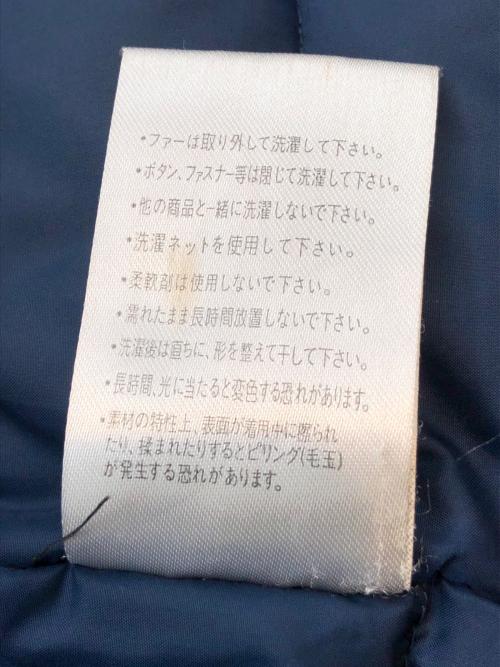 ・ファーは取り外して洗濯して下さい。
・ボタン、ファスナー等は閉じて洗濯して下さい。
・他の商品と一緒に洗濯しないで下さい。
・洗濯ネットを使用して下さい。
・柔軟剤は使用しないで下さい。
・濡れたまま長時間放置しないで下さい。
・洗濯後は直ちに、形を整えて干して下さい。
・長時間、光に当たると変色する恐れがあります。
・素材の特性上、表面が着用中に擦られ
たり、揉まれたりするとピリング(毛玉)
が発生する恐れがあります。